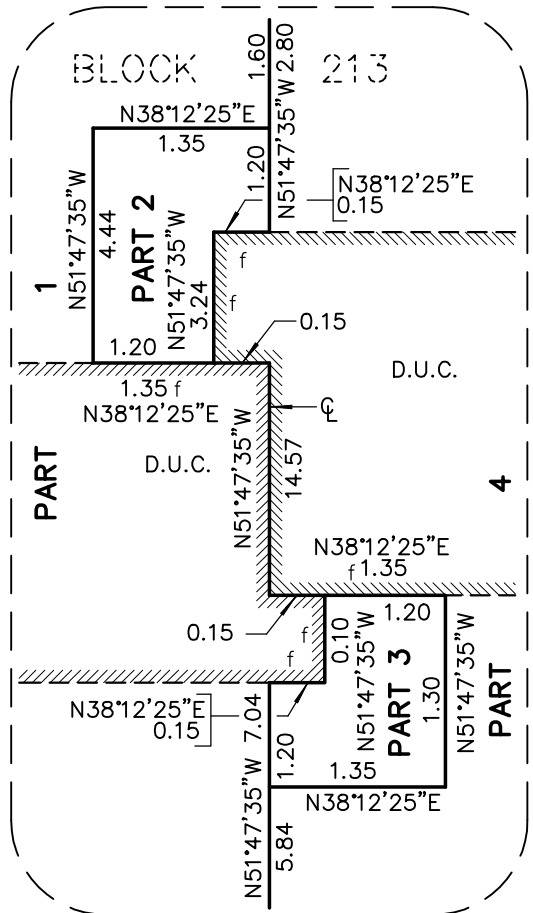 BLOCK 213
1.60
N51°47'35"W 2.80
N38°12'25"E
1.35
1.20
N38°12'25"E
0.15
N51°47'35"W
4.44
PART 2
N51°47'35"W
3.24
f
f
1
1.20
0.15
1.35 f
N38°12'25"E
D.U.C.
℄
N51°47'35"W
14.57
D.U.C.
PART
4
N38°12'25"E
f 1.35
0.15
f
f
0.10
N51°47'35"W
1.20
PART 3
1.30
N51°47'35"W
PART
N38°12'25"E
0.15
7.04
1.20
1.35
N38°12'25"E
N51°47'35"W
5.84